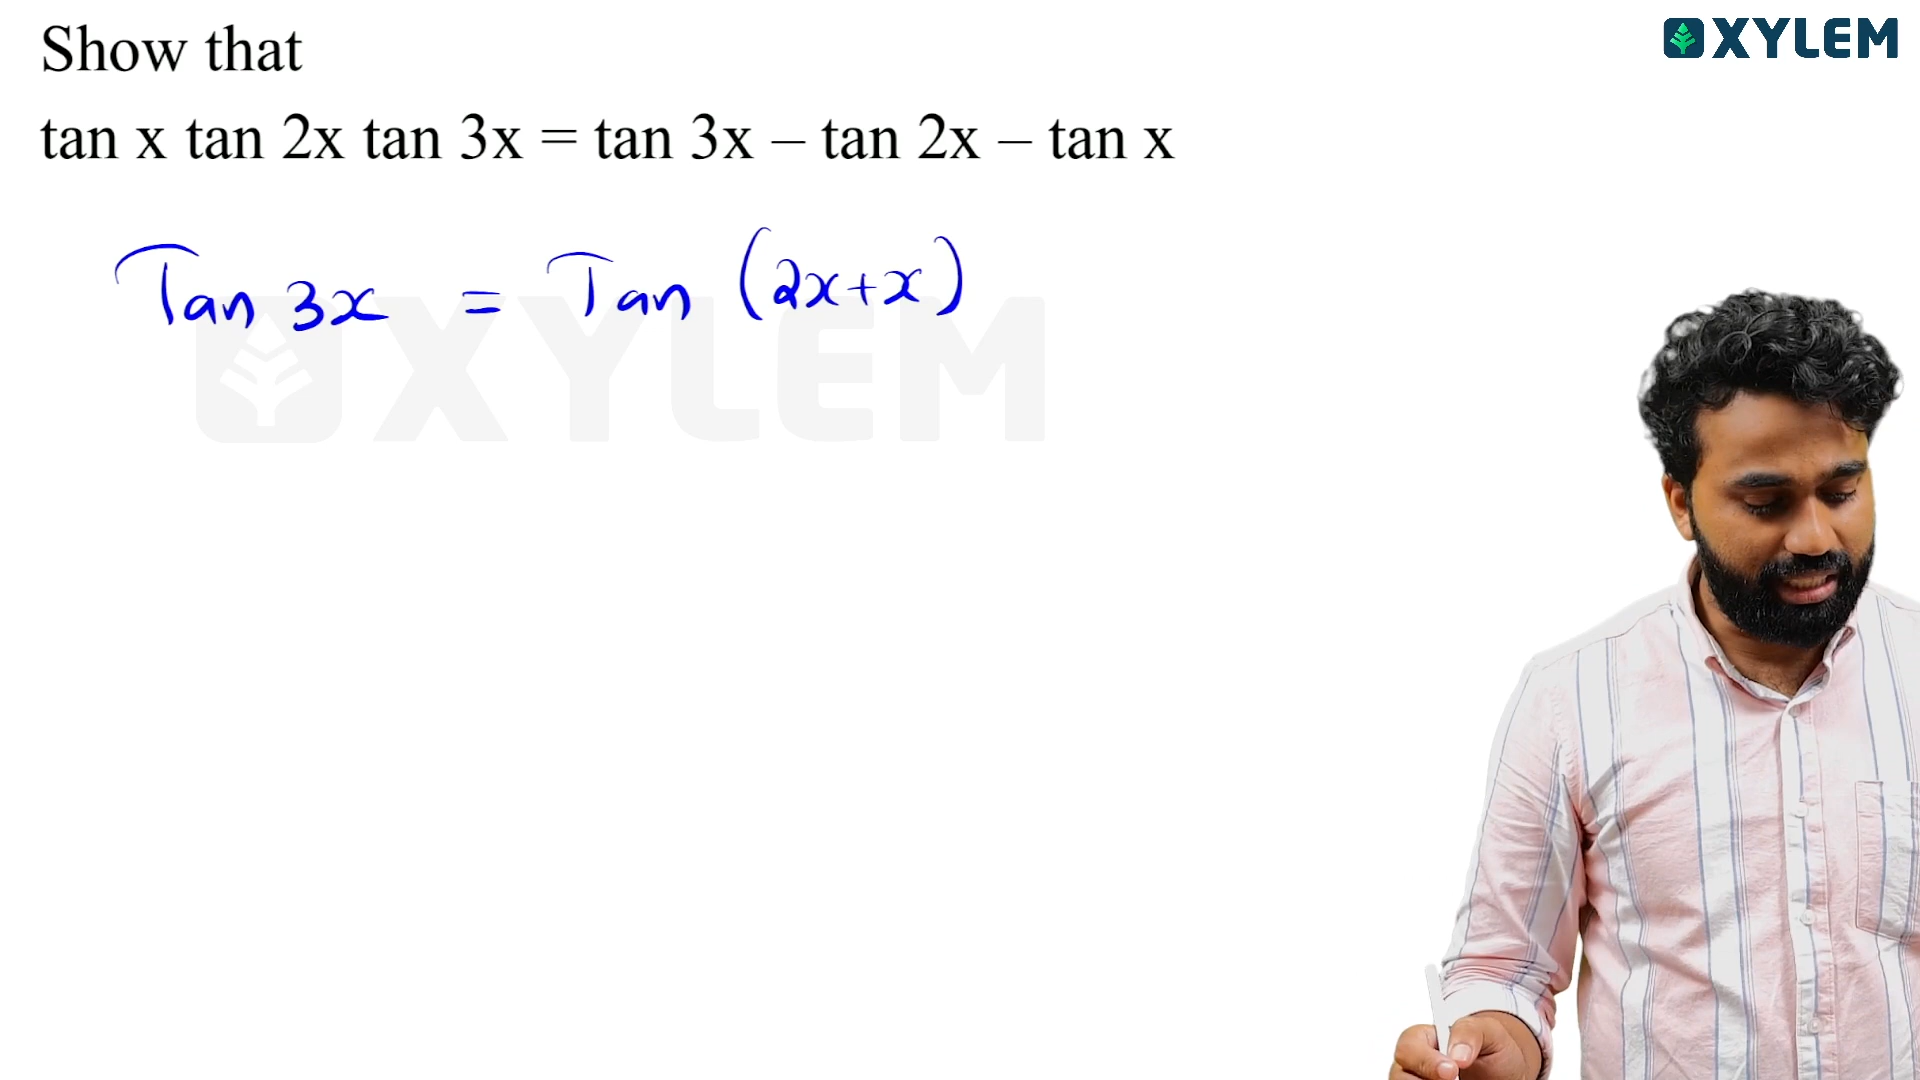 Show that
XYLEM
tan x tan 2x tan 3x = tan 3x – tan 2x – tan x
Tan 3x = Tan (2x+x)
XYLEM